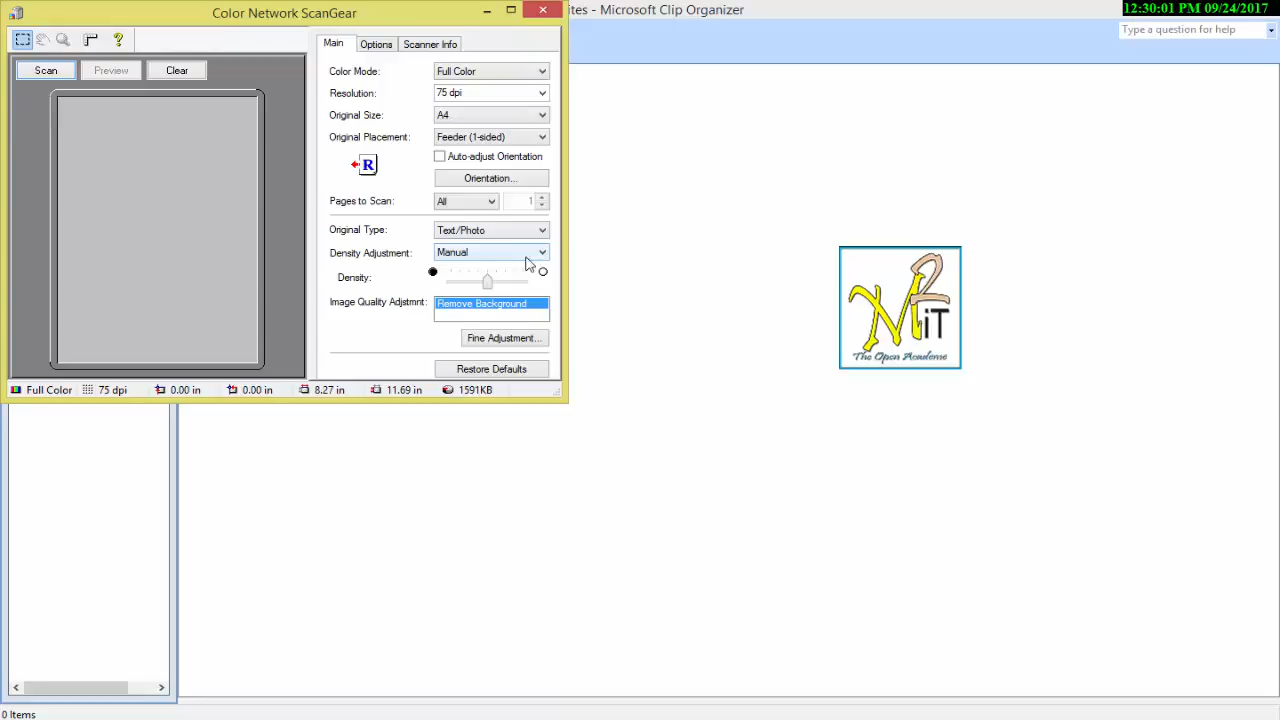 Color Network ScanGear
ites - Microsoft Clip Organizer
12:30:01 PM 09/24/2017
Type a question for help
Main
Options
Scanner Info
Scan
Preview
Clear
Color Mode:
Full Color
Resolution:
75 dpi
Original Size:
A4
Original Placement:
Feeder (1-sided)
R
Auto-adjust Orientation
Orientation...
Pages to Scan:
All
1
Original Type:
Text/Photo
Density Adjustment:
Manual
Density:
Image Quality Adjstmnt:
Remove Background
Fine Adjustment...
Restore Defaults
Full Color
75 dpi
0.00 in
0.00 in
8.27 in
11.69 in
1591KB
M2iT
The Open Academe
0 Items